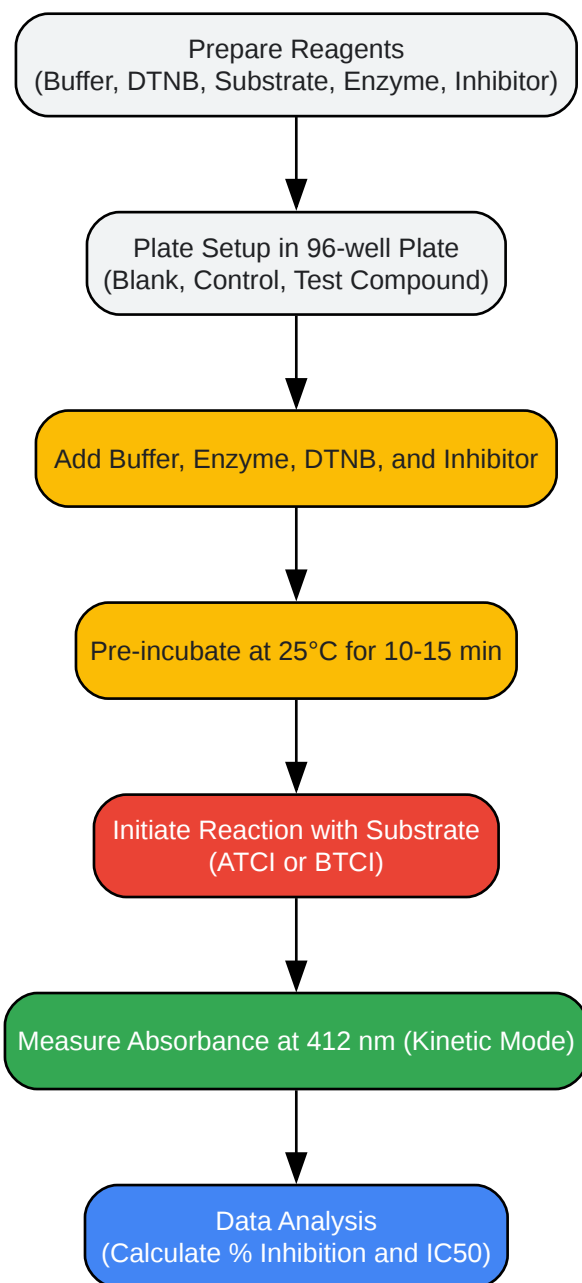 Prepare Reagents
(Buffer, DTNB, Substrate, Enzyme, Inhibitor)
Plate Setup in 96-well Plate
(Blank, Control, Test Compound)
Add Buffer, Enzyme, DTNB, and Inhibitor
Pre-incubate at 25°C for 10-15 min
Initiate Reaction with Substrate
(ATCI or BTCI)
Measure Absorbance at 412 nm (Kinetic Mode)
Data Analysis
(Calculate % Inhibition and IC50)